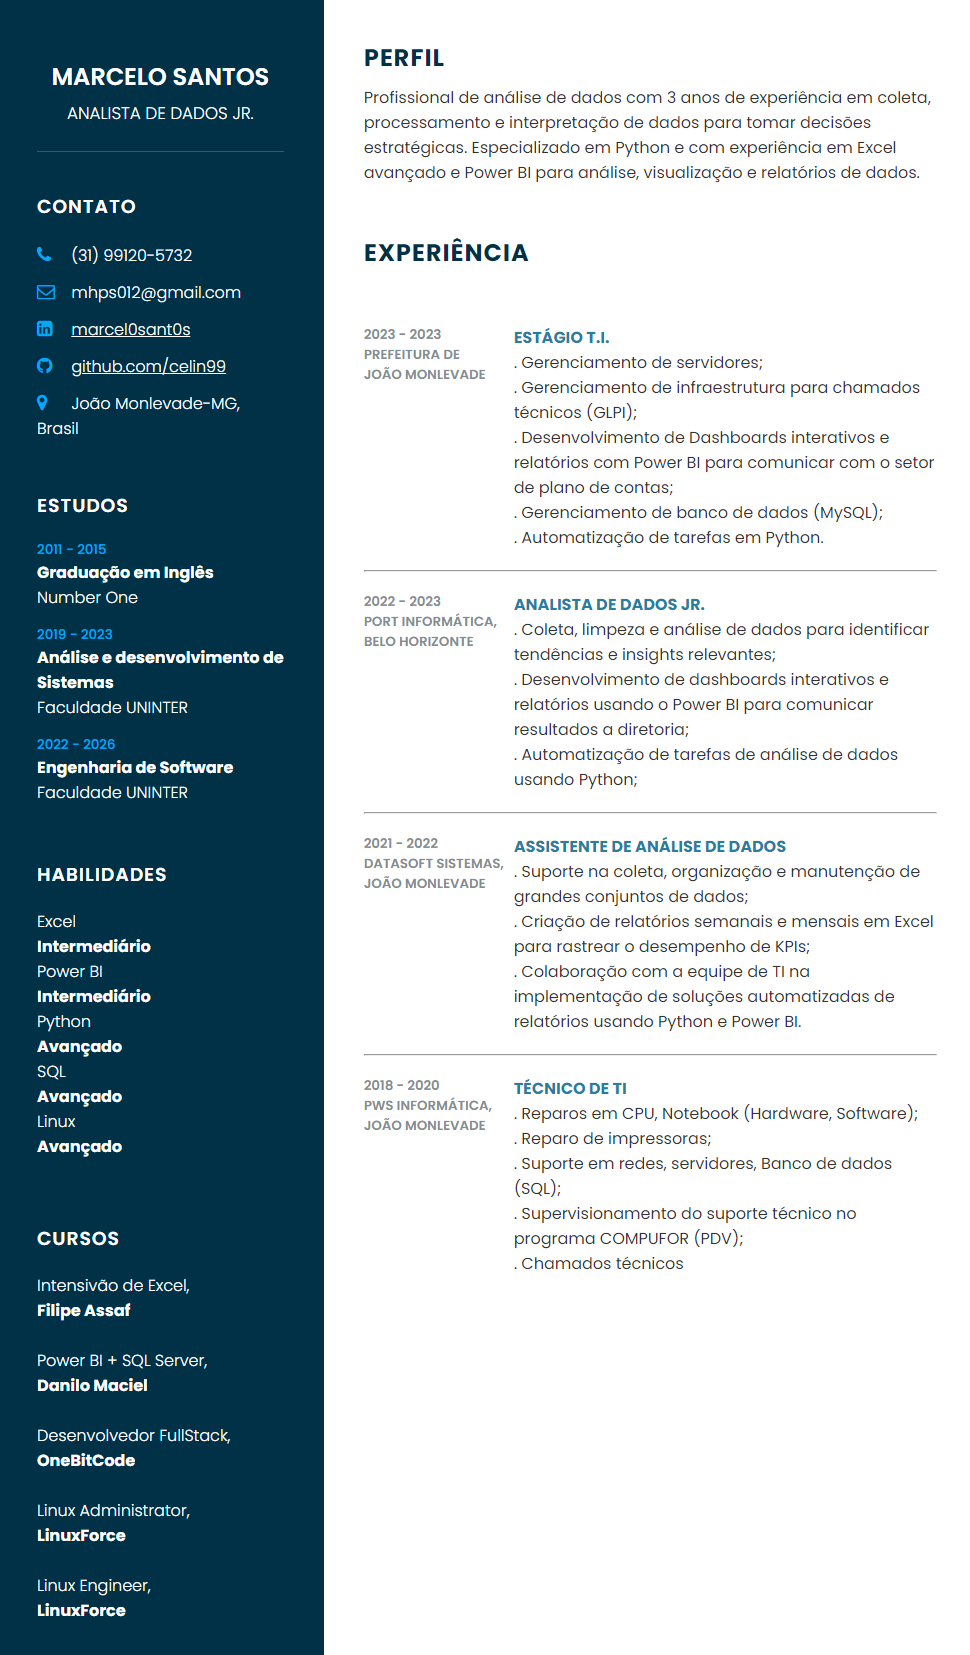 MARCELO SANTOS
ANALISTA DE DADOS JR.
CONTATO
(31) 99120-5732
mhps012@gmail.com
marcel0sant0s
github.com/celin99
João Monlevade-MG,
Brasil
ESTUDOS
2011 - 2015
Graduação em Inglês
Number One
2019 - 2023
Análise e desenvolvimento de
Sistemas
Faculdade UNINTER
2022 - 2026
Engenharia de Software
Faculdade UNINTER
HABILIDADES
Excel
Intermediário
Power BI
Intermediário
Python
Avançado
SQL
Avançado
Linux
Avançado
CURSOS
Intensivão de Excel,
Filipe Assaf
Power BI + SQL Server,
Danilo Maciel
Desenvolvedor FullStack,
OneBitCode
Linux Administrator,
LinuxForce
Linux Engineer,
LinuxForce
PERFIL
Profissional de análise de dados com 3 anos de experiência em coleta,
processamento e interpretação de dados para tomar decisões
estratégicas. Especializado em Python e com experiência em Excel
avançado e Power BI para análise, visualização e relatórios de dados.
EXPERIÊNCIA
2023 - 2023
PREFEITURA DE
JOÃO MONLEVADE
ESTÁGIO T.I.
. Gerenciamento de servidores;
. Gerenciamento de infraestrutura para chamados
técnicos (GLPI);
. Desenvolvimento de Dashboards interativos e
relatórios com Power BI para comunicar com o setor
de plano de contas;
. Gerenciamento de banco de dados (MySQL);
. Automatização de tarefas em Python.
2022 - 2023
PORT INFORMÁTICA,
BELO HORIZONTE
ANALISTA DE DADOS JR.
. Coleta, limpeza e análise de dados para identificar
tendências e insights relevantes;
. Desenvolvimento de dashboards interativos e
relatórios usando o Power BI para comunicar
resultados a diretoria;
. Automatização de tarefas de análise de dados
usando Python;
2021 - 2022
DATASOFT SISTEMAS,
JOÃO MONLEVADE
ASSISTENTE DE ANÁLISE DE DADOS
. Suporte na coleta, organização e manutenção de
grandes conjuntos de dados;
. Criação de relatórios semanais e mensais em Excel
para rastrear o desempenho de KPIs;
. Colaboração com a equipe de TI na
implementação de soluções automatizadas de
relatórios usando Python e Power BI.
2018 - 2020
PWS INFORMÁTICA,
JOÃO MONLEVADE
TÉCNICO DE TI
. Reparos em CPU, Notebook (Hardware, Software);
. Reparo de impressoras;
. Suporte em redes, servidores, Banco de dados
(SQL);
. Supervisionamento do suporte técnico no
programa COMPUFOR (PDV);
. Chamados técnicos